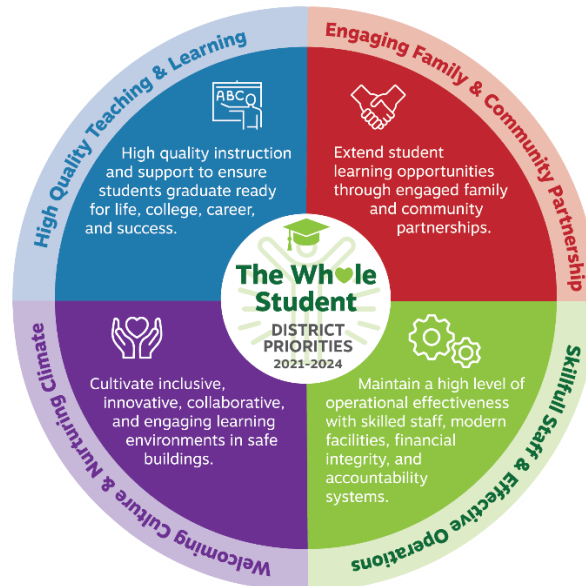 High Quality Teaching & Learning
ABC
High quality instruction
and support to ensure
students graduate ready
for life, college, career,
and success.
Engaging Family & Community Partnership
Extend student
learning opportunities
through engaged family
and community
partnerships.
The Whole
Student
DISTRICT
PRIORITIES
2021-2024
Welcoming Culture & Nurturing Climate
Cultivate inclusive,
innovative, collaborative,
and engaging learning
environments in safe
buildings.
Skillfull Staff & Effective Operations
Maintain a high level of
operational effectiveness
with skilled staff, modern
facilities, financial
integrity, and
accountability
systems.